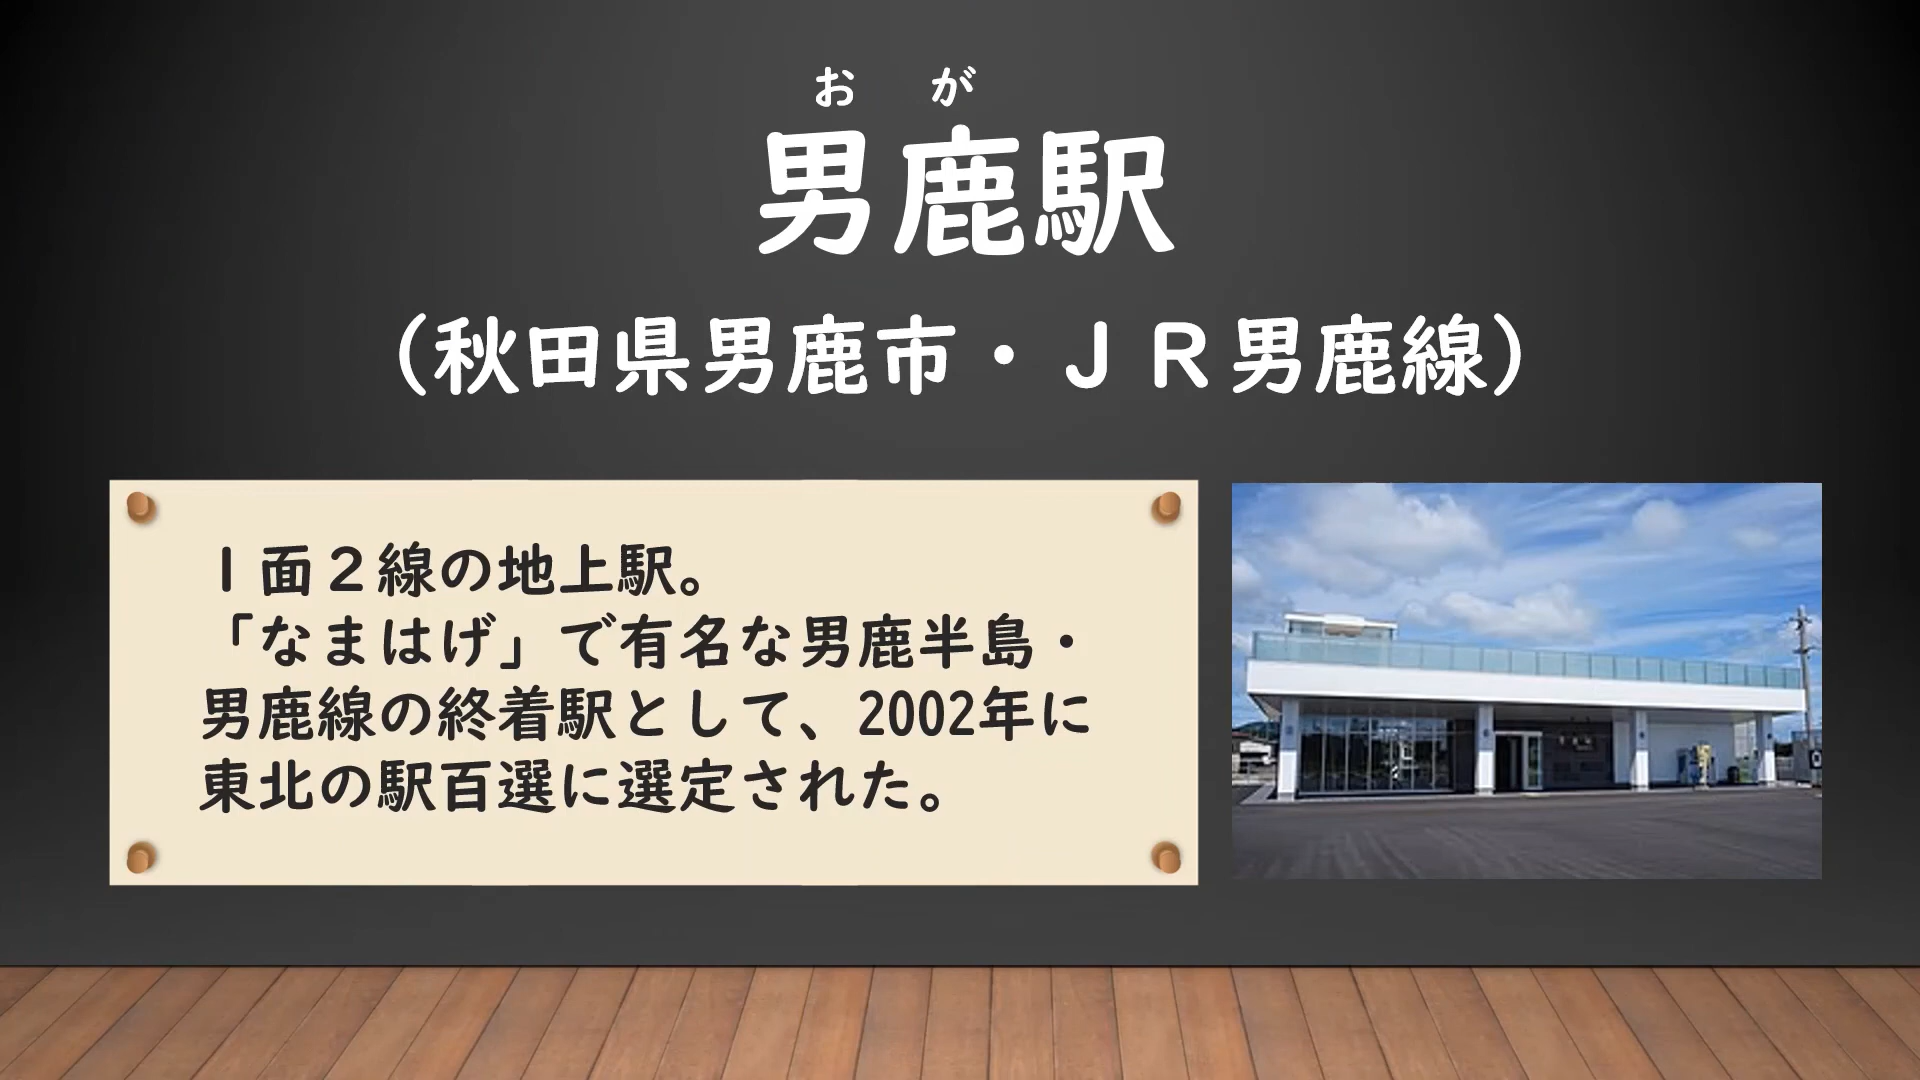 おが
男鹿駅
（秋田県男鹿市・ＪＲ男鹿線）
１面２線の地上駅。
「なまはげ」で有名な男鹿半島・
男鹿線の終着駅として、2002年に
東北の駅百選に選定された。